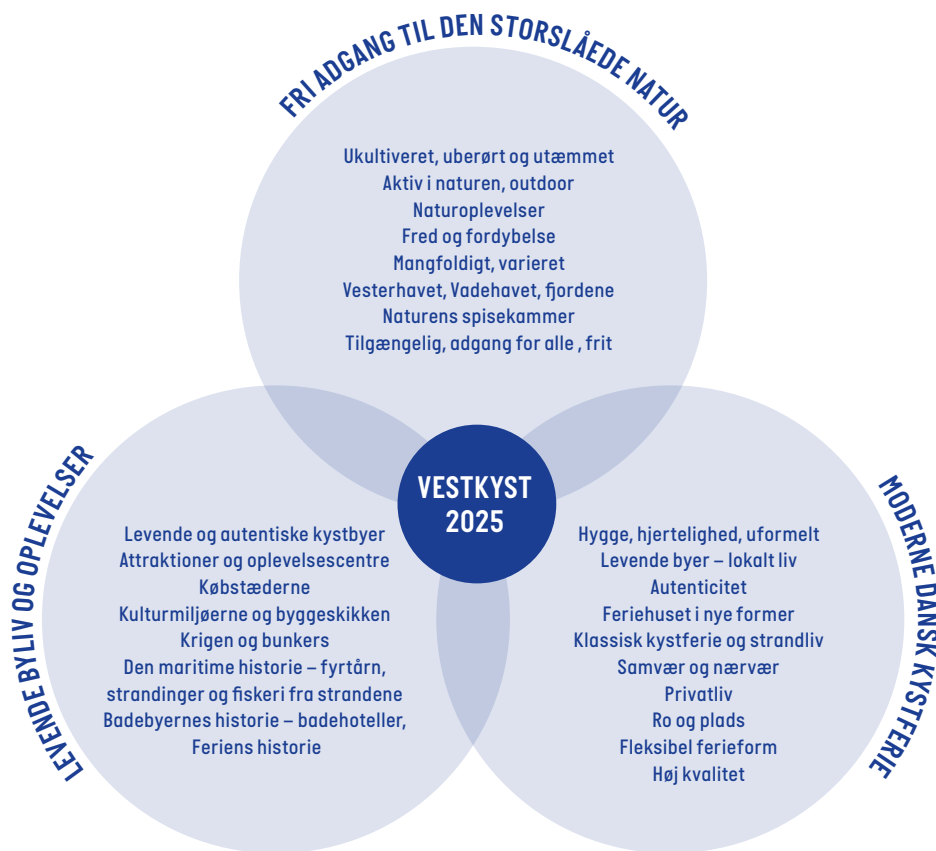 FRI ADGANG TIL DEN STORSLÅEDE NATUR
Ukultiveret, uberørt og utæmmet
Aktiv i naturen, outdoor
Naturoplevelser
Fred og fordybelse
Mangfoldigt, varieret
Vesterhavet, Vadehavet, fjordene
Naturens spisekammer
Tilgængelig, adgang for alle , frit
VESTKYST
2025
LEVENDE BYLIV OG OPLEVELSER
Levende og autentiske kystbyer
Attraktioner og oplevelsescentre
Købstæderne
Kulturmiljøerne og byggeskikken
Krigen og bunkers
Den maritime historie – fyrtårn,
strandinger og fiskeri fra strandene
Badebyernes historie – badehoteller,
Feriens historie
MODERNE DANSK KYSTFERIE
Hygge, hjertelighed, uformelt
Levende byer – lokalt liv
Autenticitet
Feriehuset i nye former
Klassisk kystferie og strandliv
Samvær og nærvær
Privatliv
Ro og plads
Fleksibel ferieform
Høj kvalitet